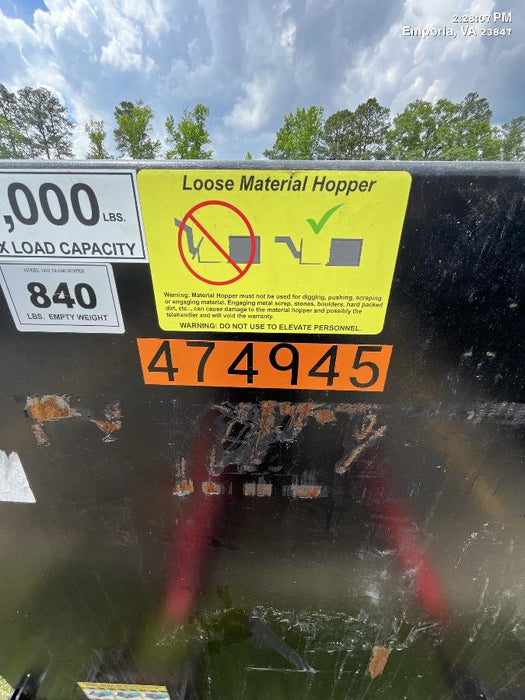 2:28:07 PM
Emporia, VA 23847
,000 LBS.
X LOAD CAPACITY
840
LBS. EMPTY WEIGHT
Loose Material Hopper
Warning: Material Hopper must not be used for digging, pushing, scraping
or engaging material. Engaging metal scrap, stones, boulders, hard packed
dirt, etc.., can cause damage to the material hopper and possibly the
telehandler and will void the warranty.
WARNING: DO NOT USE TO ELEVATE PERSONNEL.
474945